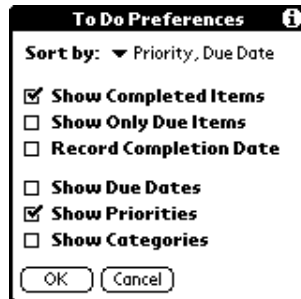 To Do Preferences
Sort by: Priority, Due Date
Show Completed Items
Show Only Due Items
Record Completion Date
Show Due Dates
Show Priorities
Show Categories
OK Cancel